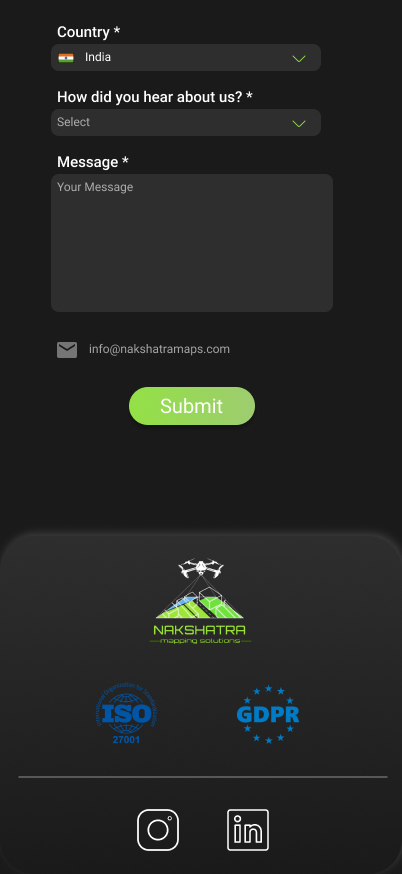 Country *
India
How did you hear about us? *
Select
Message *
Your Message
info@nakshatramaps.com
Submit
NAKSHATRA
mapping solutions
ISO
27001
GDPR
in